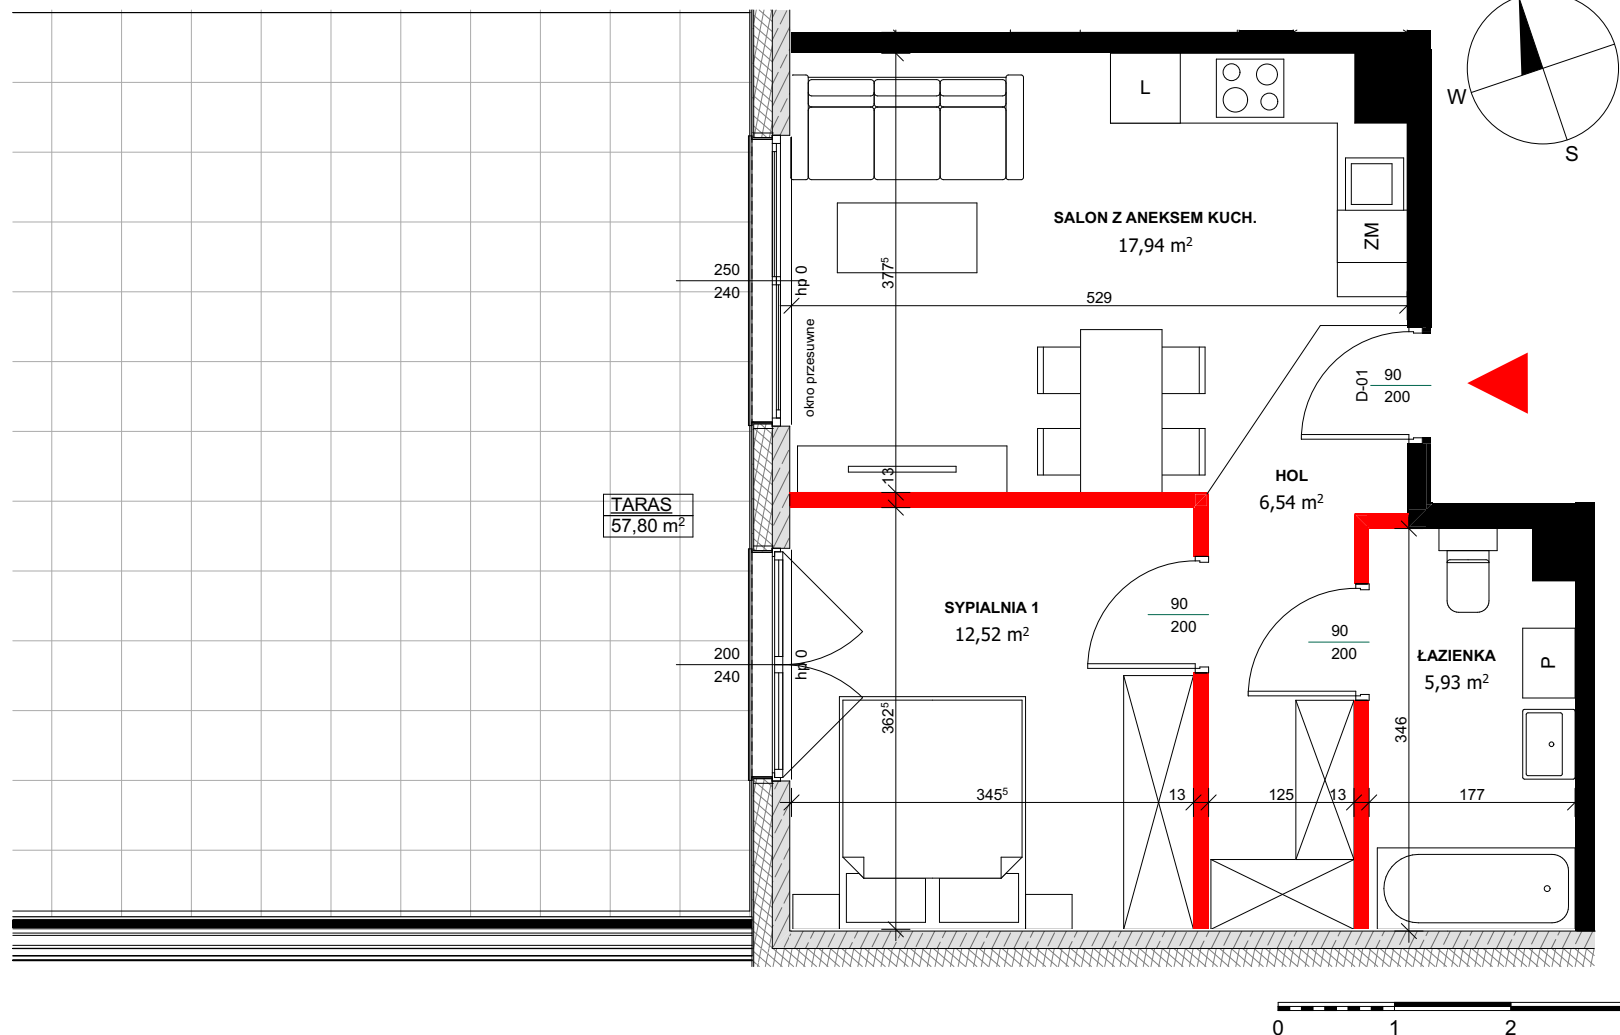 W
S
L
SALON Z ANEKSEM KUCH.
17,94 m²
ZM
250
240
hp 0
377⁵
529
okno przesuwne
D-01
90
200
13
HOL
6,54 m²
TARAS
57,80 m²
SYPIALNIA 1
12,52 m²
90
200
90
200
ŁAZIENKA
5,93 m²
P
200
240
hp 0
362⁵
346
345⁵
13
125
13
177
0
1
2